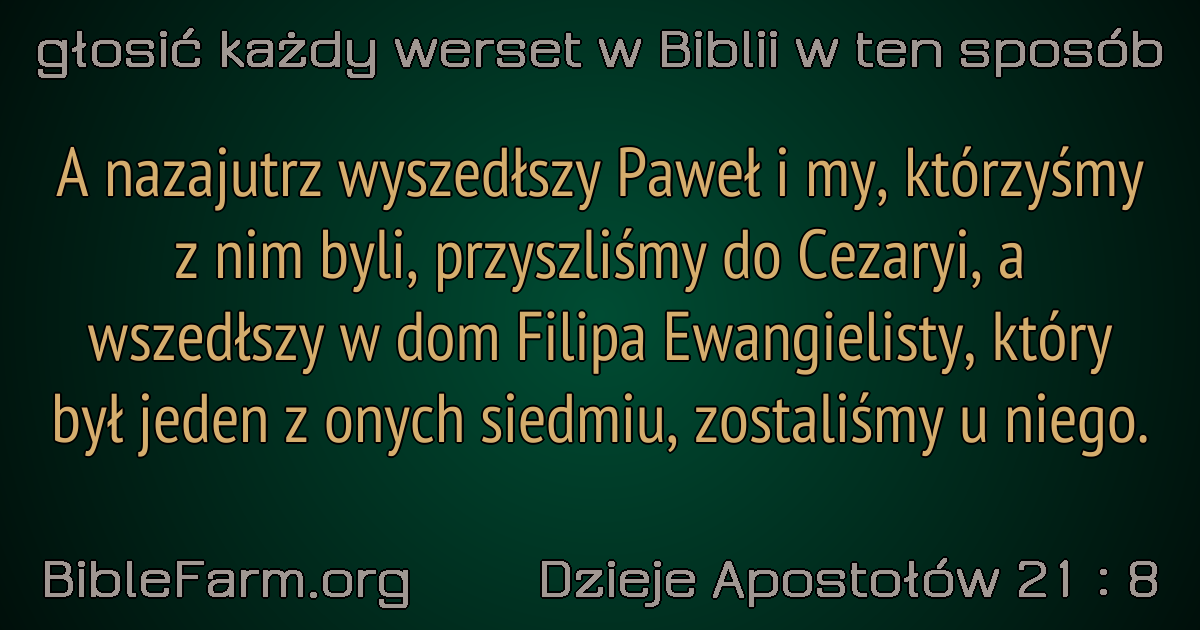 głosić każdy werset w Biblii w ten sposób
A nazajutrz wyszedłszy Paweł i my, którzyśmy
z nim byli, przyszliśmy do Cezaryi, a
wszedłszy w dom Filipa Ewangielisty, który
był jeden z onych siedmiu, zostaliśmy u niego.
BibleFarm.org
Dzieje Apostołów 21 : 8